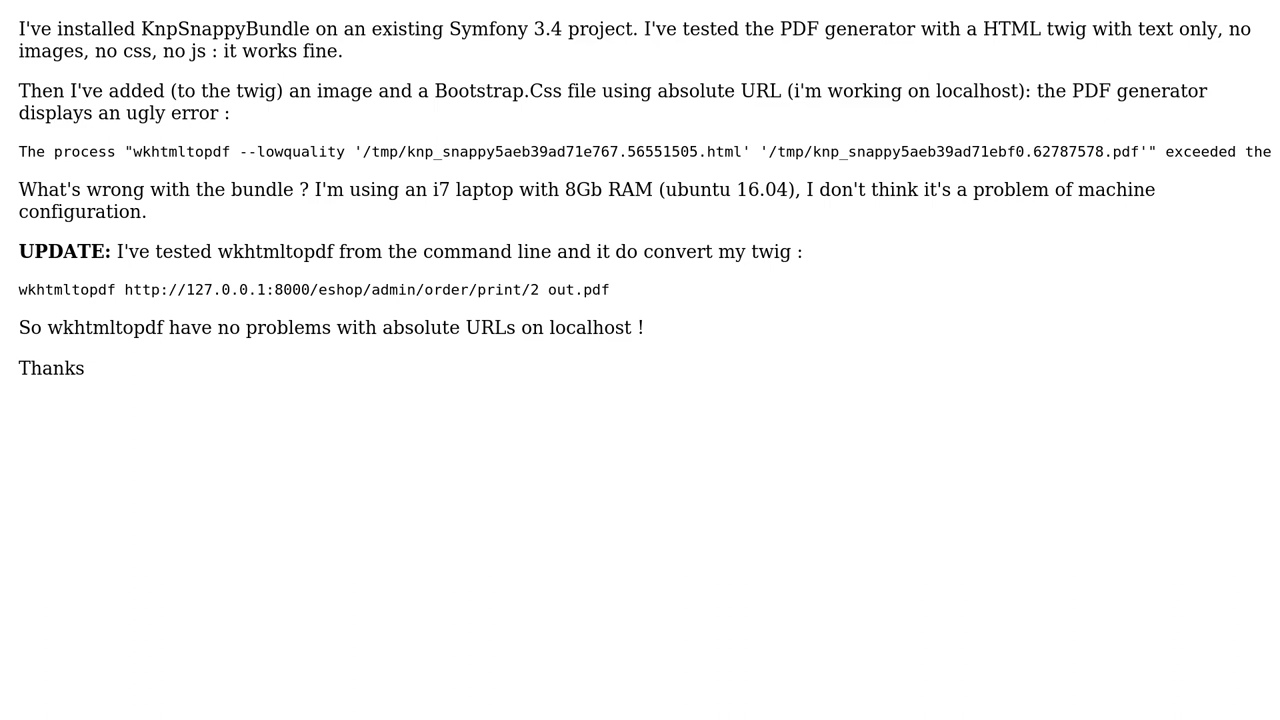 I've installed KnpSnappyBundle on an existing Symfony 3.4 project. I've tested the PDF generator with a HTML twig with text only, no
images, no css, no js : it works fine.
Then I've added (to the twig) an image and a Bootstrap.Css file using absolute URL (i'm working on localhost): the PDF generator
displays an ugly error :
The process "wkhtmltopdf --lowquality '/tmp/knp_snappy5aeb39ad71e767.56551505.html' '/tmp/knp_snappy5aeb39ad71ebf0.62787578.pdf'" exceeded the
What's wrong with the bundle ? I'm using an i7 laptop with 8Gb RAM (ubuntu 16.04), I don't think it's a problem of machine
configuration.
UPDATE: I've tested wkhtmltopdf from the command line and it do convert my twig :
wkhtmltopdf http://127.0.0.1:8000/eshop/admin/order/print/2 out.pdf
So wkhtmltopdf have no problems with absolute URLs on localhost !
Thanks